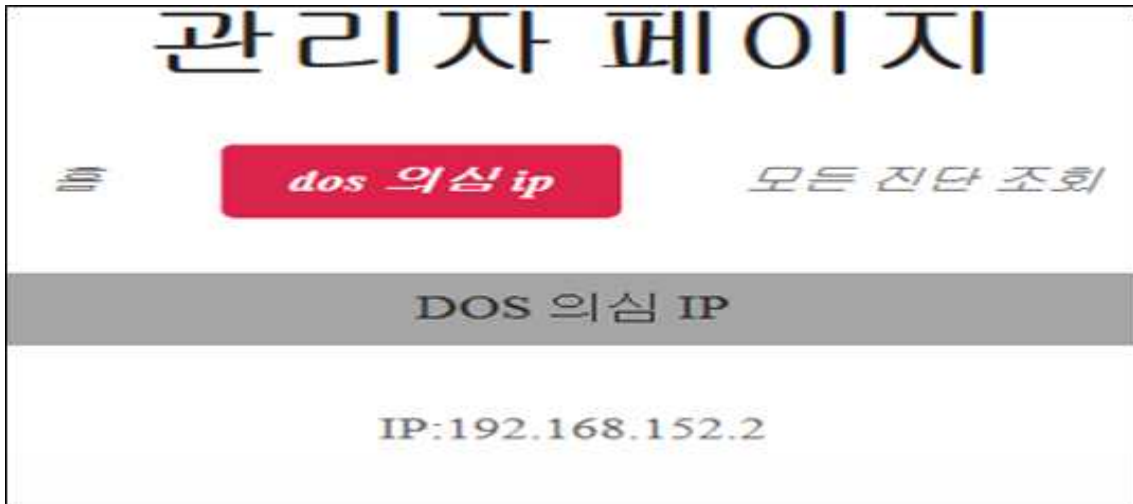 관리자 페이지
홈 dos 의심 ip 모든 진단 조회
DOS 의심 IP
IP:192.168.152.2